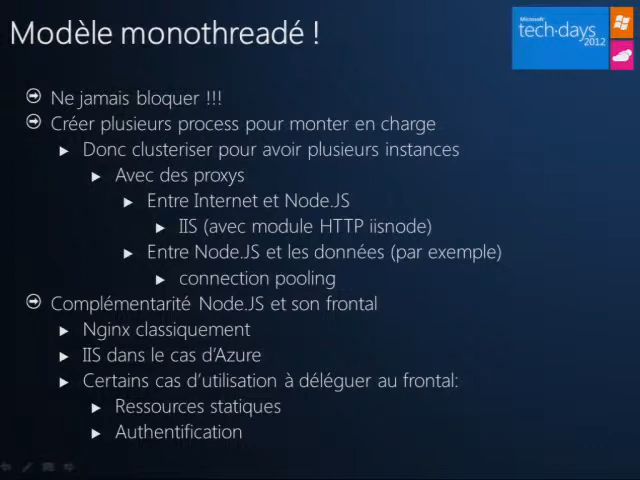 Modèle monothreadé !
Microsoft
tech·days
2012
Ne jamais bloquer !!!
Créer plusieurs process pour monter en charge
Donc clusteriser pour avoir plusieurs instances
Avec des proxys
Entre Internet et Node.JS
IIS (avec module HTTP iisnode)
Entre Node.JS et les données (par exemple)
connection pooling
Complémentarité Node.JS et son frontal
Nginx classiquement
IIS dans le cas d'Azure
Certains cas d'utilisation à déléguer au frontal:
Ressources statiques
Authentification